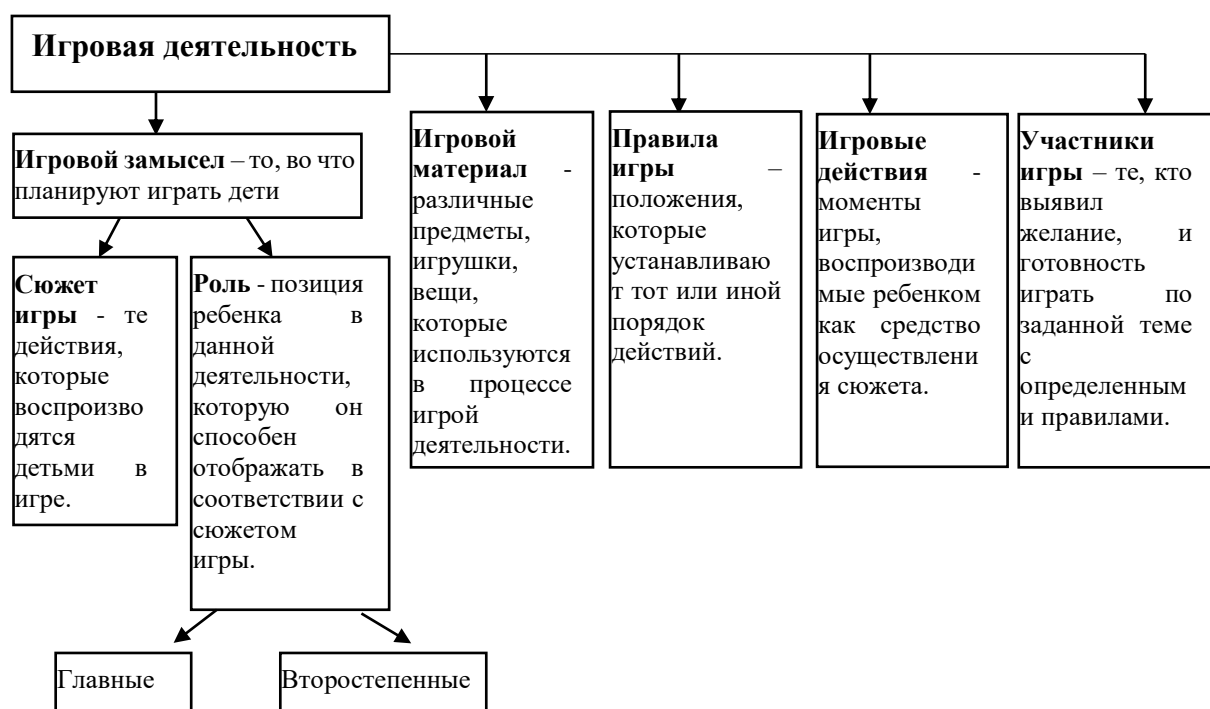 Игровая деятельность
Игровой замысел – то, во что
планируют играть дети
Сюжет
игры - те
действия,
которые
воспроизво
дятся
детьми в
игре.
Роль - позиция
ребенка в
данной
деятельности,
которую он
способен
отображать в
соответствии с
сюжетом
игры.
Главные
Второстепенные
Игровой
материал -
различные
предметы,
игрушки,
вещи,
которые
используются
в процессе
игрой
деятельности.
Правила
игры –
положения,
которые
устанавливаю
т тот или иной
порядок
действий.
Игровые
действия -
моменты
игры,
воспроизводи
мые ребенком
как средство
осуществлени
я сюжета.
Участники
игры – те, кто
выявил
желание, и
готовность
играть по
заданной теме
с
определенным
и правилами.